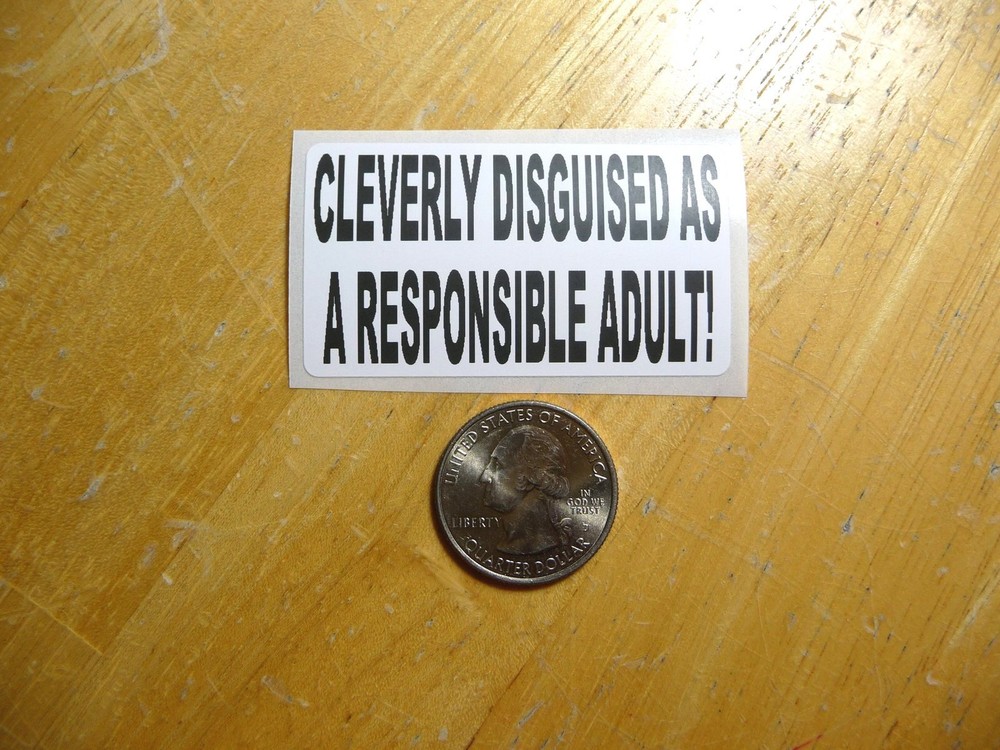 CLEVERLY DISGUISED AS
A RESPONSIBLE ADULT!
UNITED STATES OF AMERICA
IN
GOD WE
TRUST
LIBERTY
QUARTER DOLLAR